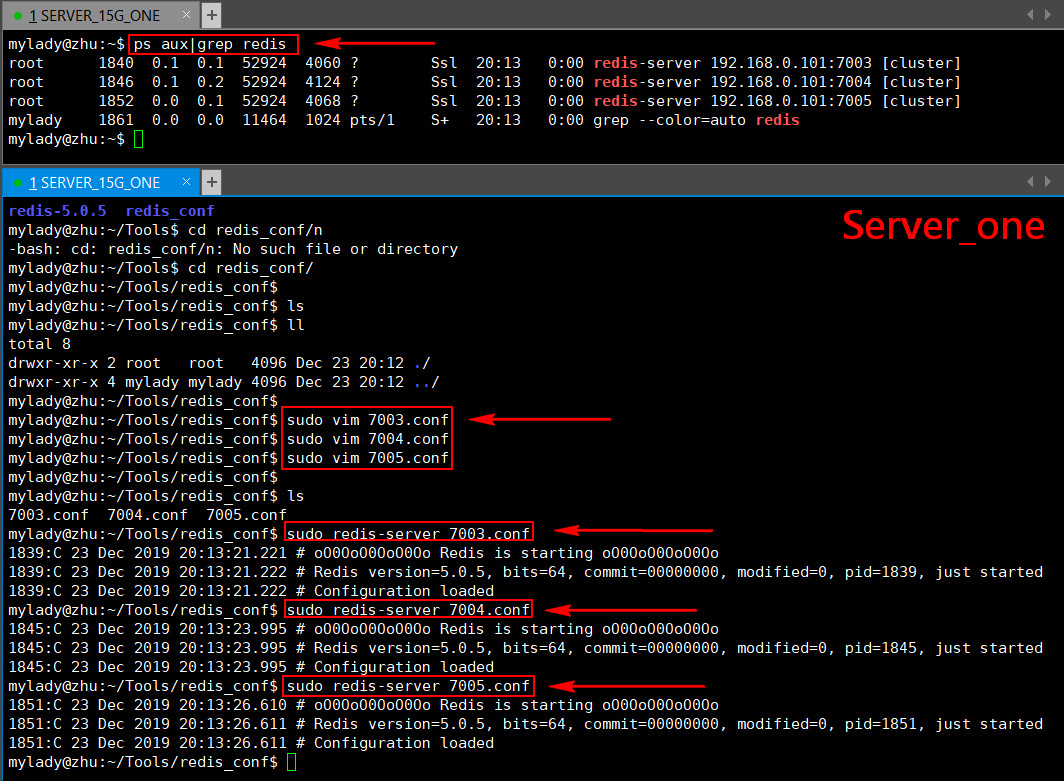 1 SERVER_15G_ONE × +
mylady@zhu:~$ ps aux|grep redis
root 1840 0.1 0.1 52924 4060 ? Ssl 20:13 0:00 redis-server 192.168.0.101:7003 [cluster]
root 1846 0.1 0.2 52924 4124 ? Ssl 20:13 0:00 redis-server 192.168.0.101:7004 [cluster]
root 1852 0.0 0.1 52924 4068 ? Ssl 20:13 0:00 redis-server 192.168.0.101:7005 [cluster]
mylady 1861 0.0 0.0 11464 1024 pts/1 S+ 20:13 0:00 grep --color=auto redis
mylady@zhu:~$
1 SERVER_15G_ONE × +
redis-5.0.5 redis_conf
Server_one
mylady@zhu:~/Tools$ cd redis_conf/n
-bash: cd: redis_conf/n: No such file or directory
mylady@zhu:~/Tools$ cd redis_conf/
mylady@zhu:~/Tools/redis_conf$
mylady@zhu:~/Tools/redis_conf$ ls
mylady@zhu:~/Tools/redis_conf$ ll
total 8
drwxr-xr-x 2 root root 4096 Dec 23 20:12 ./
drwxr-xr-x 4 mylady mylady 4096 Dec 23 20:12 ../
mylady@zhu:~/Tools/redis_conf$
mylady@zhu:~/Tools/redis_conf$ sudo vim 7003.conf
mylady@zhu:~/Tools/redis_conf$ sudo vim 7004.conf
mylady@zhu:~/Tools/redis_conf$ sudo vim 7005.conf
mylady@zhu:~/Tools/redis_conf$
mylady@zhu:~/Tools/redis_conf$ ls
7003.conf 7004.conf 7005.conf
mylady@zhu:~/Tools/redis_conf$ sudo redis-server 7003.conf
1839:C 23 Dec 2019 20:13:21.221 # oO0OoO0OoO0Oo Redis is starting oO0OoO0OoO0Oo
1839:C 23 Dec 2019 20:13:21.222 # Redis version=5.0.5, bits=64, commit=00000000, modified=0, pid=1839, just started
1839:C 23 Dec 2019 20:13:21.222 # Configuration loaded
mylady@zhu:~/Tools/redis_conf$ sudo redis-server 7004.conf
1845:C 23 Dec 2019 20:13:23.995 # oO0OoO0OoO0Oo Redis is starting oO0OoO0OoO0Oo
1845:C 23 Dec 2019 20:13:23.995 # Redis version=5.0.5, bits=64, commit=00000000, modified=0, pid=1845, just started
1845:C 23 Dec 2019 20:13:23.995 # Configuration loaded
mylady@zhu:~/Tools/redis_conf$ sudo redis-server 7005.conf
1851:C 23 Dec 2019 20:13:26.610 # oO0OoO0OoO0Oo Redis is starting oO0OoO0OoO0Oo
1851:C 23 Dec 2019 20:13:26.611 # Redis version=5.0.5, bits=64, commit=00000000, modified=0, pid=1851, just started
1851:C 23 Dec 2019 20:13:26.611 # Configuration loaded
mylady@zhu:~/Tools/redis_conf$